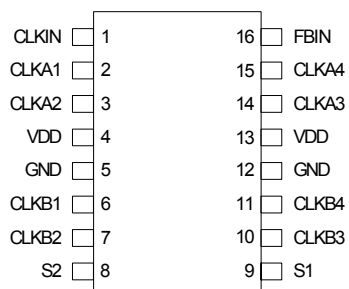 CLKIN 1 16 FBIN
CLKA1 2 15 CLKA4
CLKA2 3 14 CLKA3
VDD 4 13 VDD
GND 5 12 GND
CLKB1 6 11 CLKB4
CLKB2 7 10 CLKB3
S2 8 9 S1